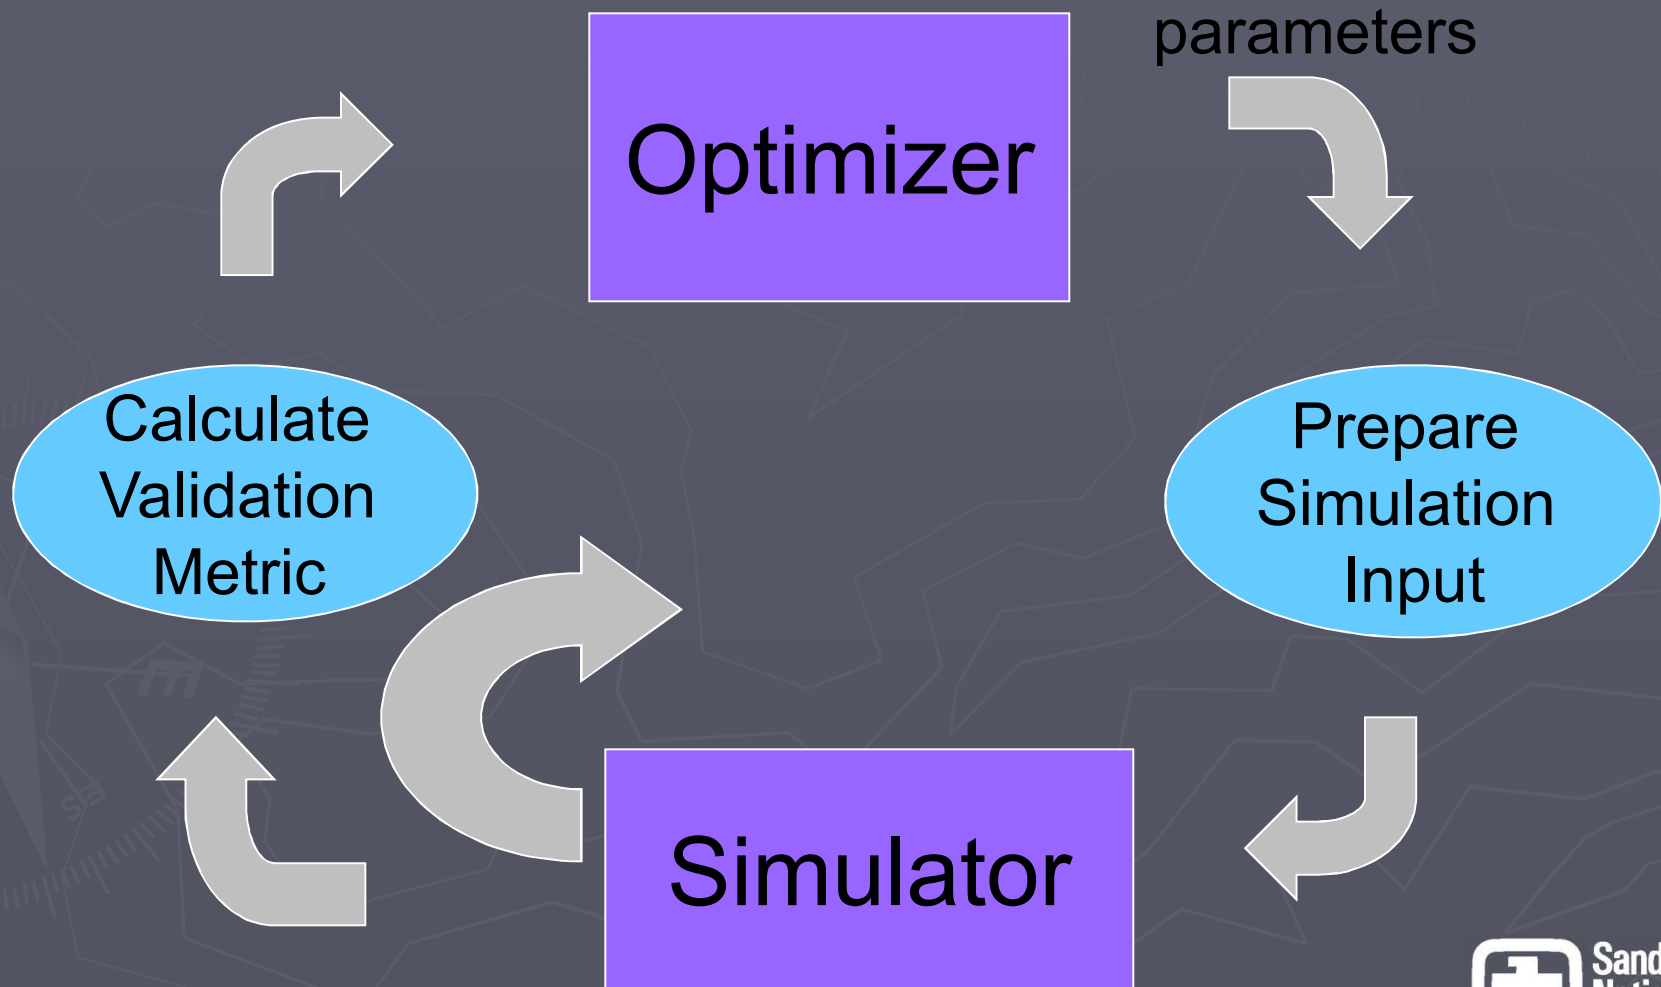 parameters
Optimizer
Calculate
Validation
Metric
Prepare
Simulation
Input
Simulator
E